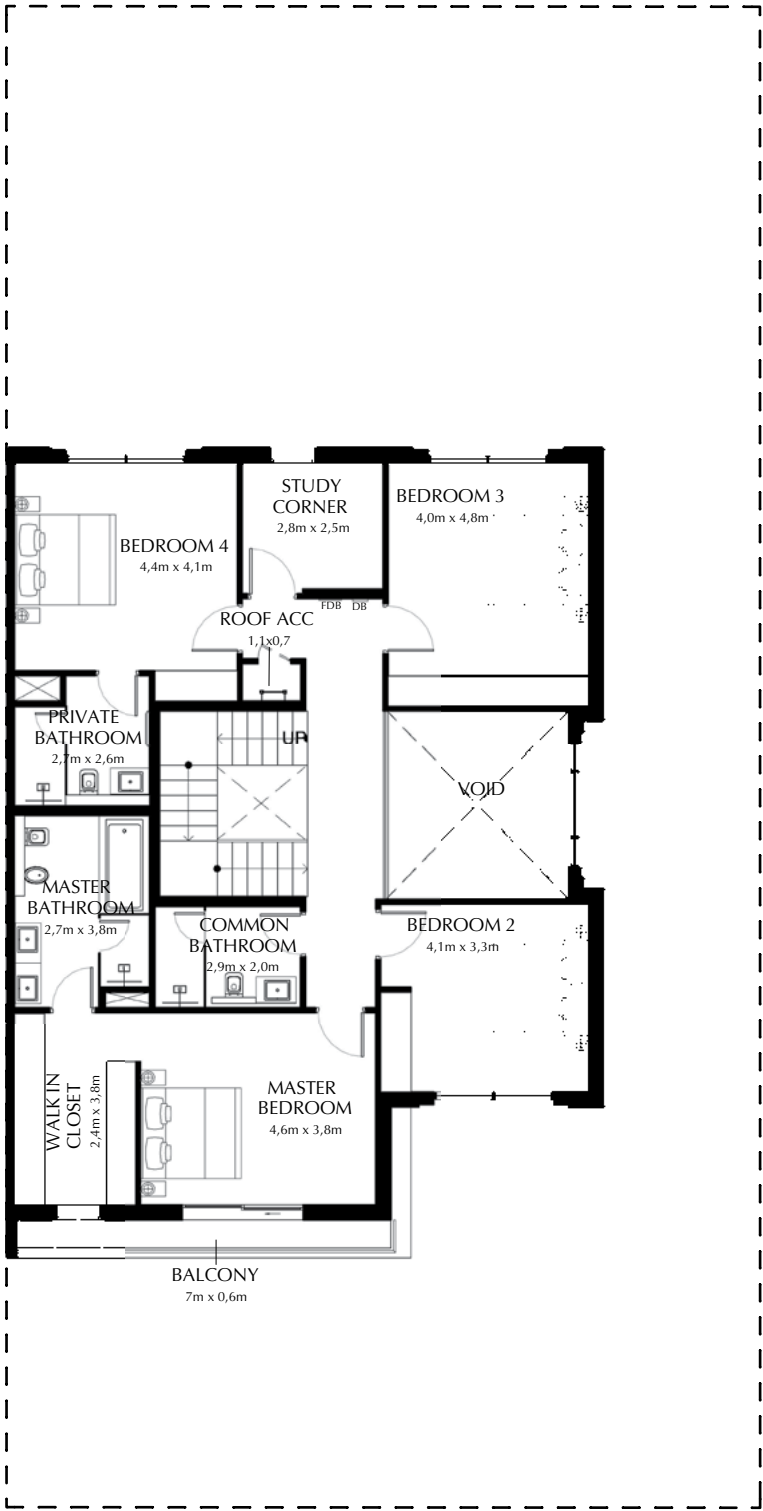 STUDY
CORNER
2,8m x 2,5m
BEDROOM 3
4,0m x 4,8m
BEDROOM 4
4,4m x 4,1m
FDB DB
ROOF ACC
1,1x0,7
PRIVATE
BATHROOM
2,7m x 2,6m
UP
VOID
MASTER
BATHROOM
2,7m x 3,8m
COMMON
BATHROOM
2,9m x 2,0m
BEDROOM 2
4,1m x 3,3m
WALK IN
CLOSET
2,4m x 3,8m
MASTER
BEDROOM
4,6m x 3,8m
BALCONY
7m x 0,6m